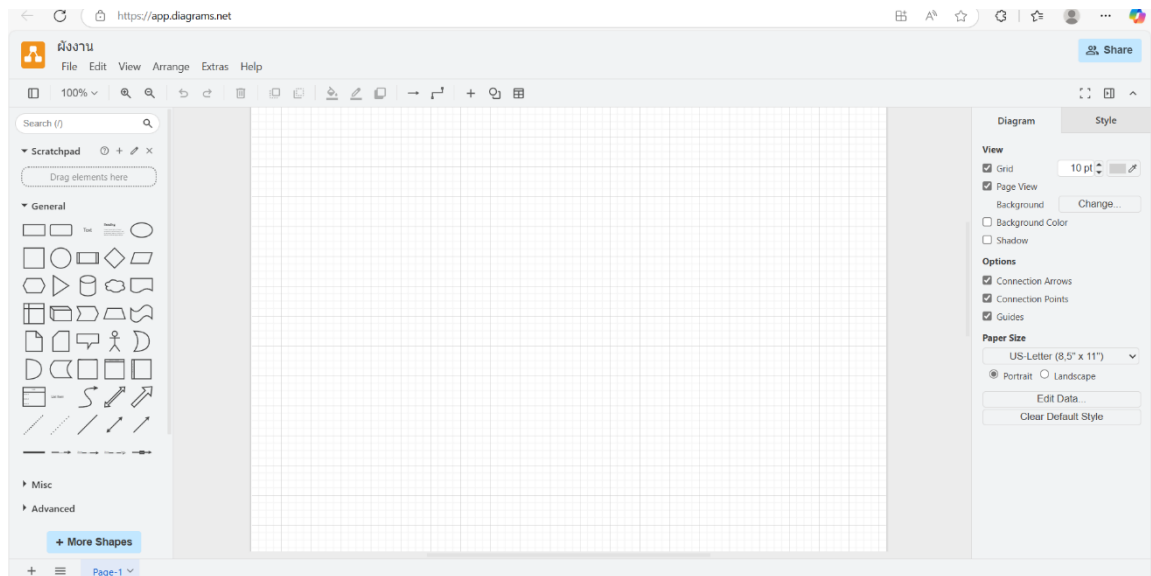 https://app.diagrams.net
ผังงาน
Share
File Edit View Arrange Extras Help
100%
Search (/)
Scratchpad
Drag elements here
General
Text
Heading
Misc
Advanced
+ More Shapes
Page-1
Diagram Style
View
Grid 10 pt
Page View
Background Change...
Background Color
Shadow
Options
Connection Arrows
Connection Points
Guides
Paper Size
US-Letter (8,5" x 11")
Portrait Landscape
Edit Data...
Clear Default Style